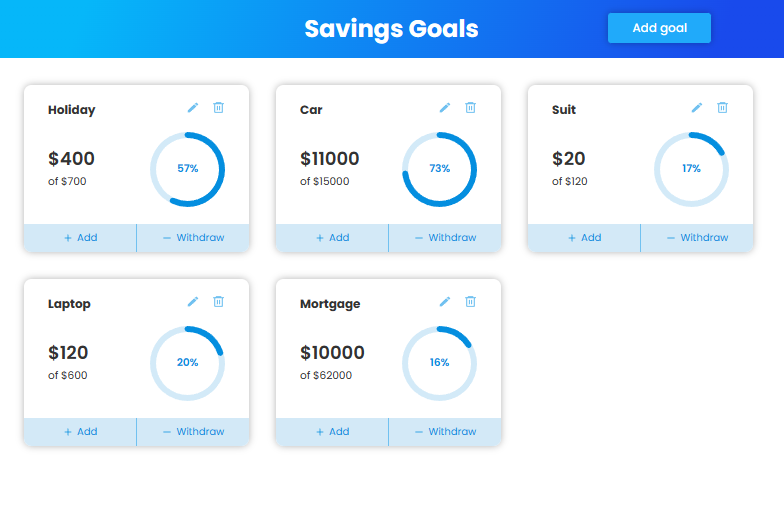 Savings Goals
Add goal
Holiday
$400
of $700
57%
+ Add
— Withdraw
Car
$11000
of $15000
73%
+ Add
— Withdraw
Suit
$20
of $120
17%
+ Add
— Withdraw
Laptop
$120
of $600
20%
+ Add
— Withdraw
Mortgage
$10000
of $62000
16%
+ Add
— Withdraw